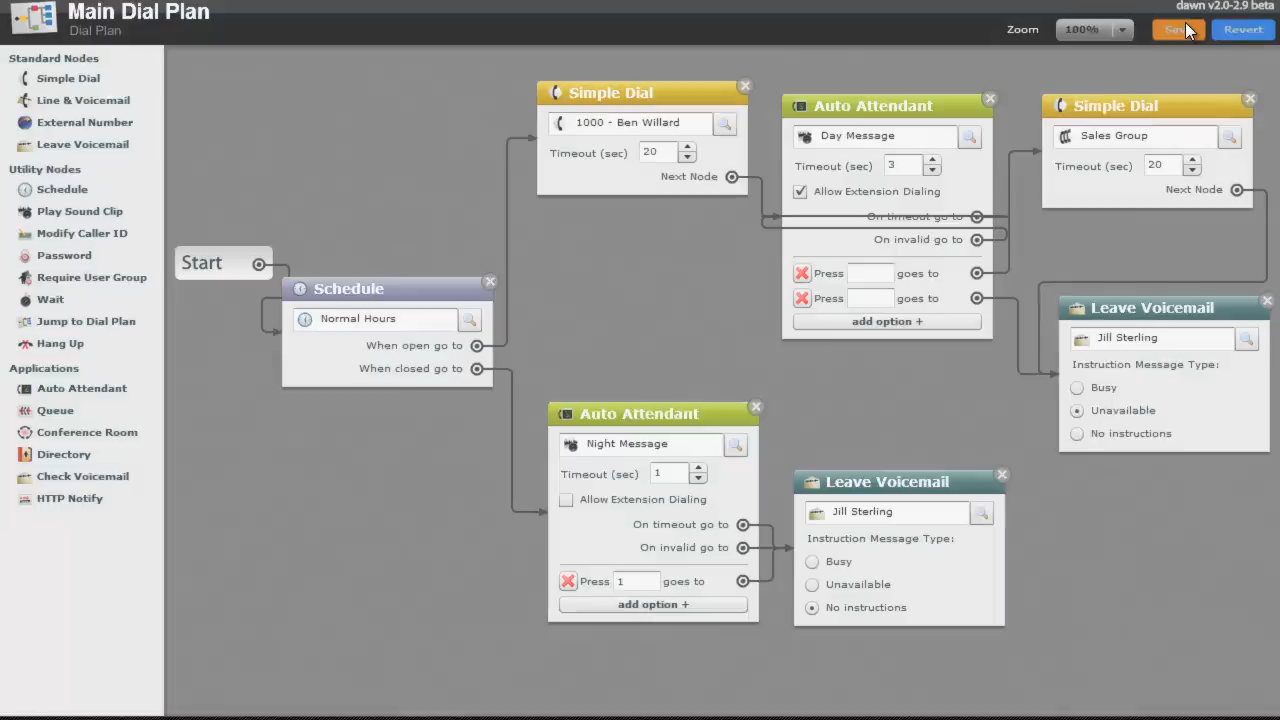 Main Dial Plan
Dial Plan
dawn v2.0-2.9 beta
Zoom
100%
Revert
Standard Nodes
Simple Dial
Line & Voicemail
External Number
Leave Voicemail
Utility Nodes
Schedule
Play Sound Clip
Modify Caller ID
Password
Require User Group
Wait
Jump to Dial Plan
Hang Up
Applications
Auto Attendant
Queue
Conference Room
Directory
Check Voicemail
HTTP Notify
Start
Schedule
Normal Hours
When open go to
When closed go to
Simple Dial
1000 - Ben Willard
Timeout (sec) 20
Next Node
Auto Attendant
Day Message
Timeout (sec) 3
Allow Extension Dialing
On timeout go to
On invalid go to
Press goes to
Press goes to
add option +
Simple Dial
Sales Group
Timeout (sec) 20
Next Node
Leave Voicemail
Jill Sterling
Instruction Message Type:
Busy
Unavailable
No instructions
Auto Attendant
Night Message
Timeout (sec) 1
Allow Extension Dialing
On timeout go to
On invalid go to
Press 1 goes to
add option +
Leave Voicemail
Jill Sterling
Instruction Message Type:
Busy
Unavailable
No instructions